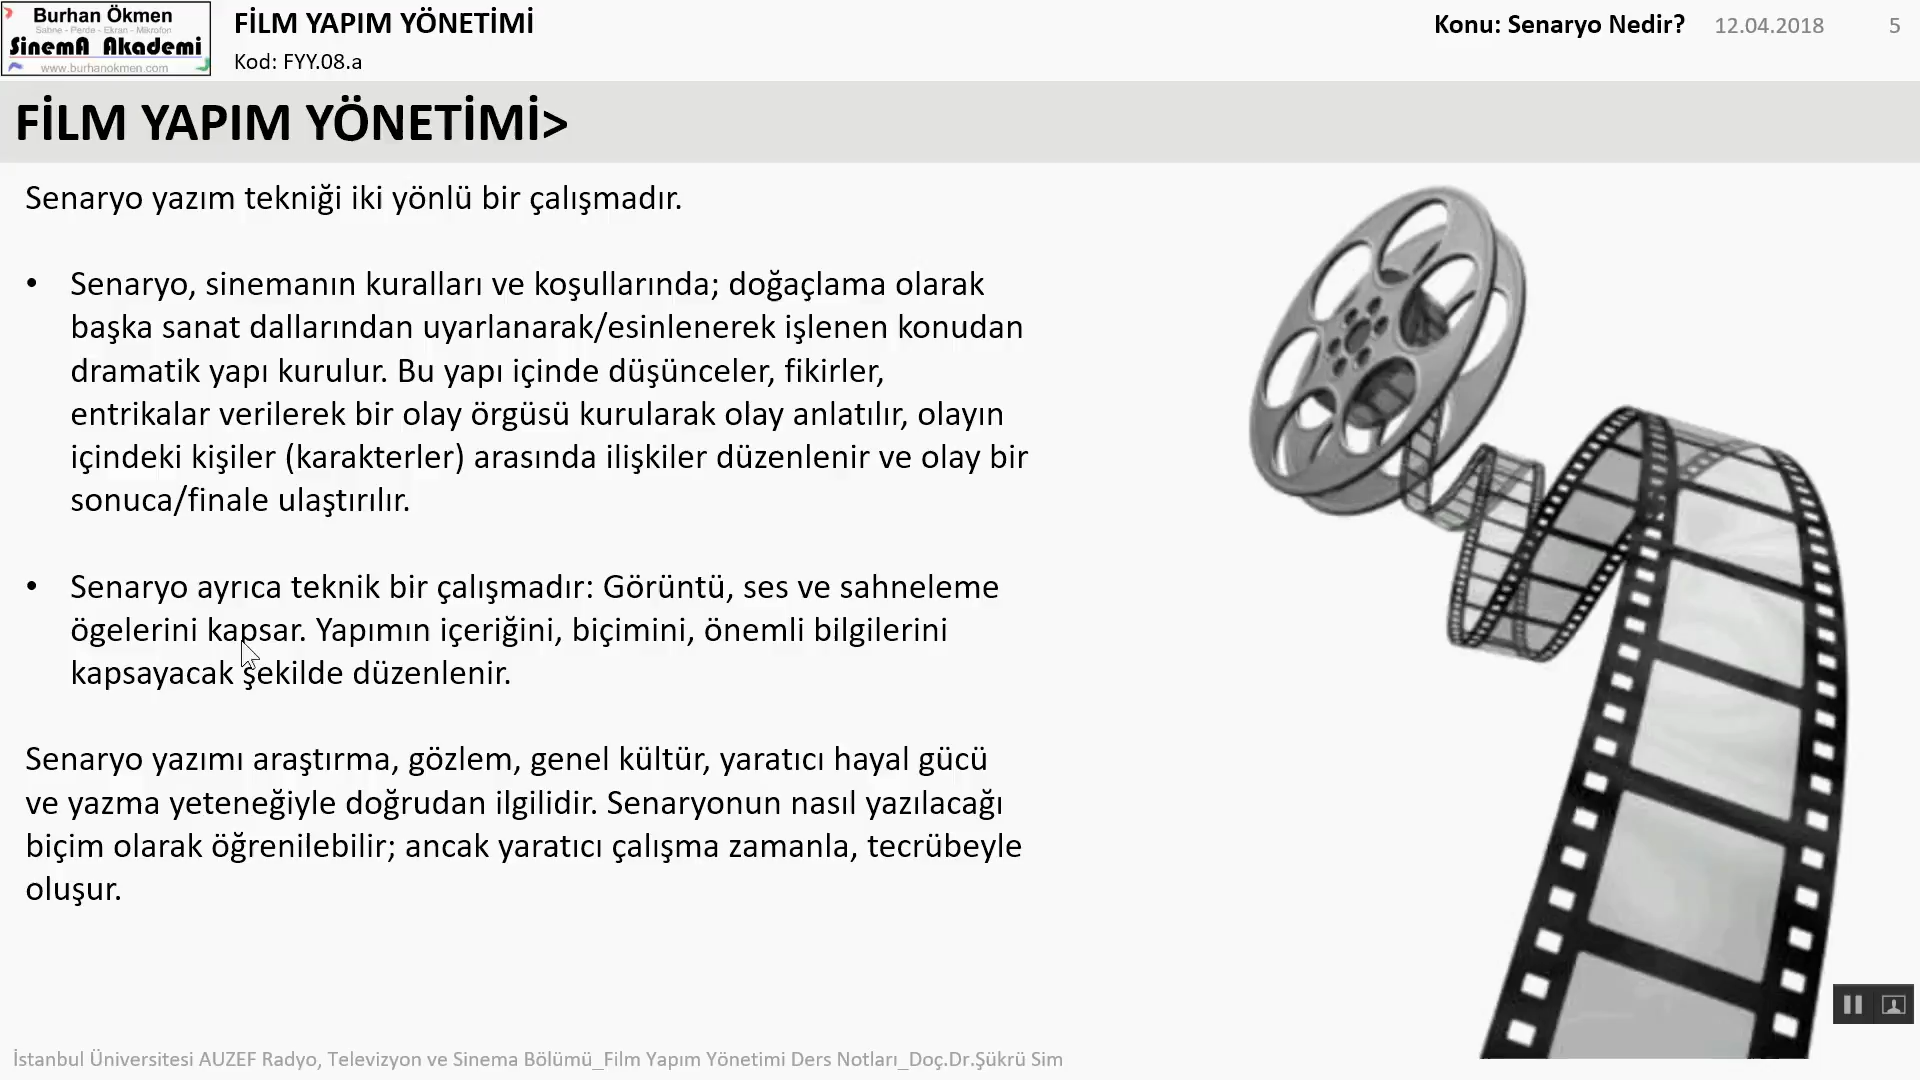 Burhan Ökmen
Sahne - Perde - Ekran - Mikrofon
SinemA Akademi
www.burhanokmen.com
FİLM YAPIM YÖNETİMİ
Kod: FYY.08.a
Konu: Senaryo Nedir?
12.04.2018
5
FİLM YAPIM YÖNETİMİ>
Senaryo yazım tekniği iki yönlü bir çalışmadır.
• Senaryo, sinemanın kuralları ve koşullarında; doğaçlama olarak
başka sanat dallarından uyarlanarak/esinlenerek işlenen konudan
dramatik yapı kurulur. Bu yapı içinde düşünceler, fikirler,
entrikalar verilerek bir olay örgüsü kurularak olay anlatılır, olayın
içindeki kişiler (karakterler) arasında ilişkiler düzenlenir ve olay bir
sonuca/finale ulaştırılır.
• Senaryo ayrıca teknik bir çalışmadır: Görüntü, ses ve sahneleme
ögelerini kapsar. Yapımın içeriğini, biçimini, önemli bilgilerini
kapsayacak şekilde düzenlenir.
Senaryo yazımı araştırma, gözlem, genel kültür, yaratıcı hayal gücü
ve yazma yeteneğiyle doğrudan ilgilidir. Senaryonun nasıl yazılacağı
biçim olarak öğrenilebilir; ancak yaratıcı çalışma zamanla, tecrübeyle
oluşur.
İstanbul Üniversitesi AUZEF Radyo, Televizyon ve Sinema Bölümü_Film Yapım Yönetimi Ders Notları_Doç.Dr.Şükrü Sim